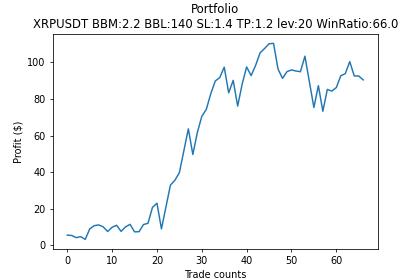 Portfolio
XRPUSDT BBM:2.2 BBL:140 SL:1.4 TP:1.2 lev:20 WinRatio:66.0
100
80
60
40
20
0
Profit ($)
0 10 20 30 40 50 60
Trade counts